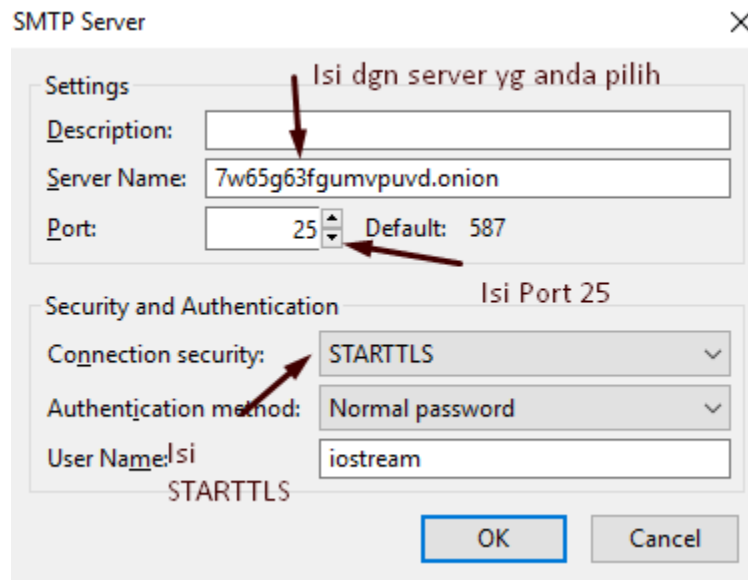 SMTP Server
Isi dgn server yg anda pilih
Settings
Description:
Server Name: 7w65g63fgumvpuvd.onion
Port: 25 Default: 587
Isi Port 25
Security and Authentication
Connection security: STARTTLS
Authentication method: Normal password
User Name: iostream
Isi
STARTTLS
OK Cancel